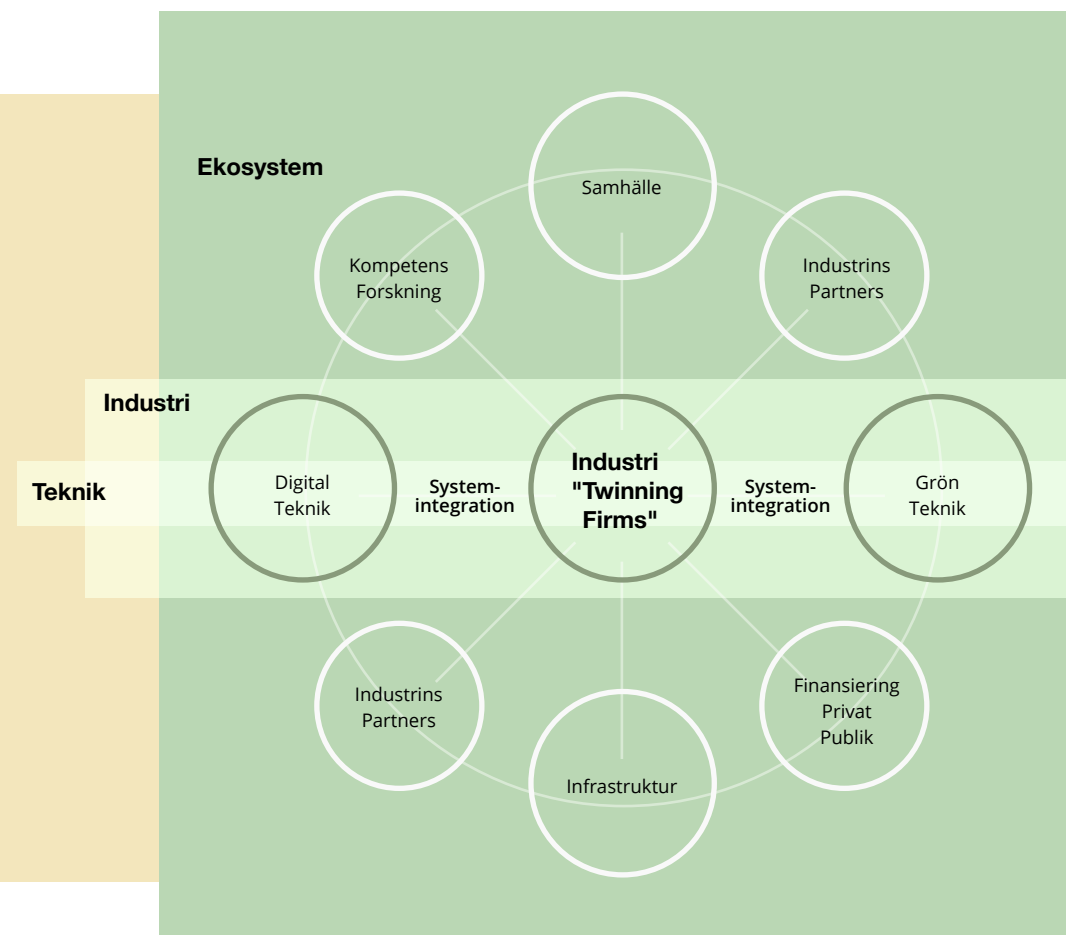 Ekosystem
Samhälle
Kompetens
Forskning
Industrins
Partners
Industri
Teknik
Digital
Teknik
System-
integration
Industri
"Twinning
Firms"
System-
integration
Grön
Teknik
Industrins
Partners
Infrastruktur
Finansiering
Privat
Publik